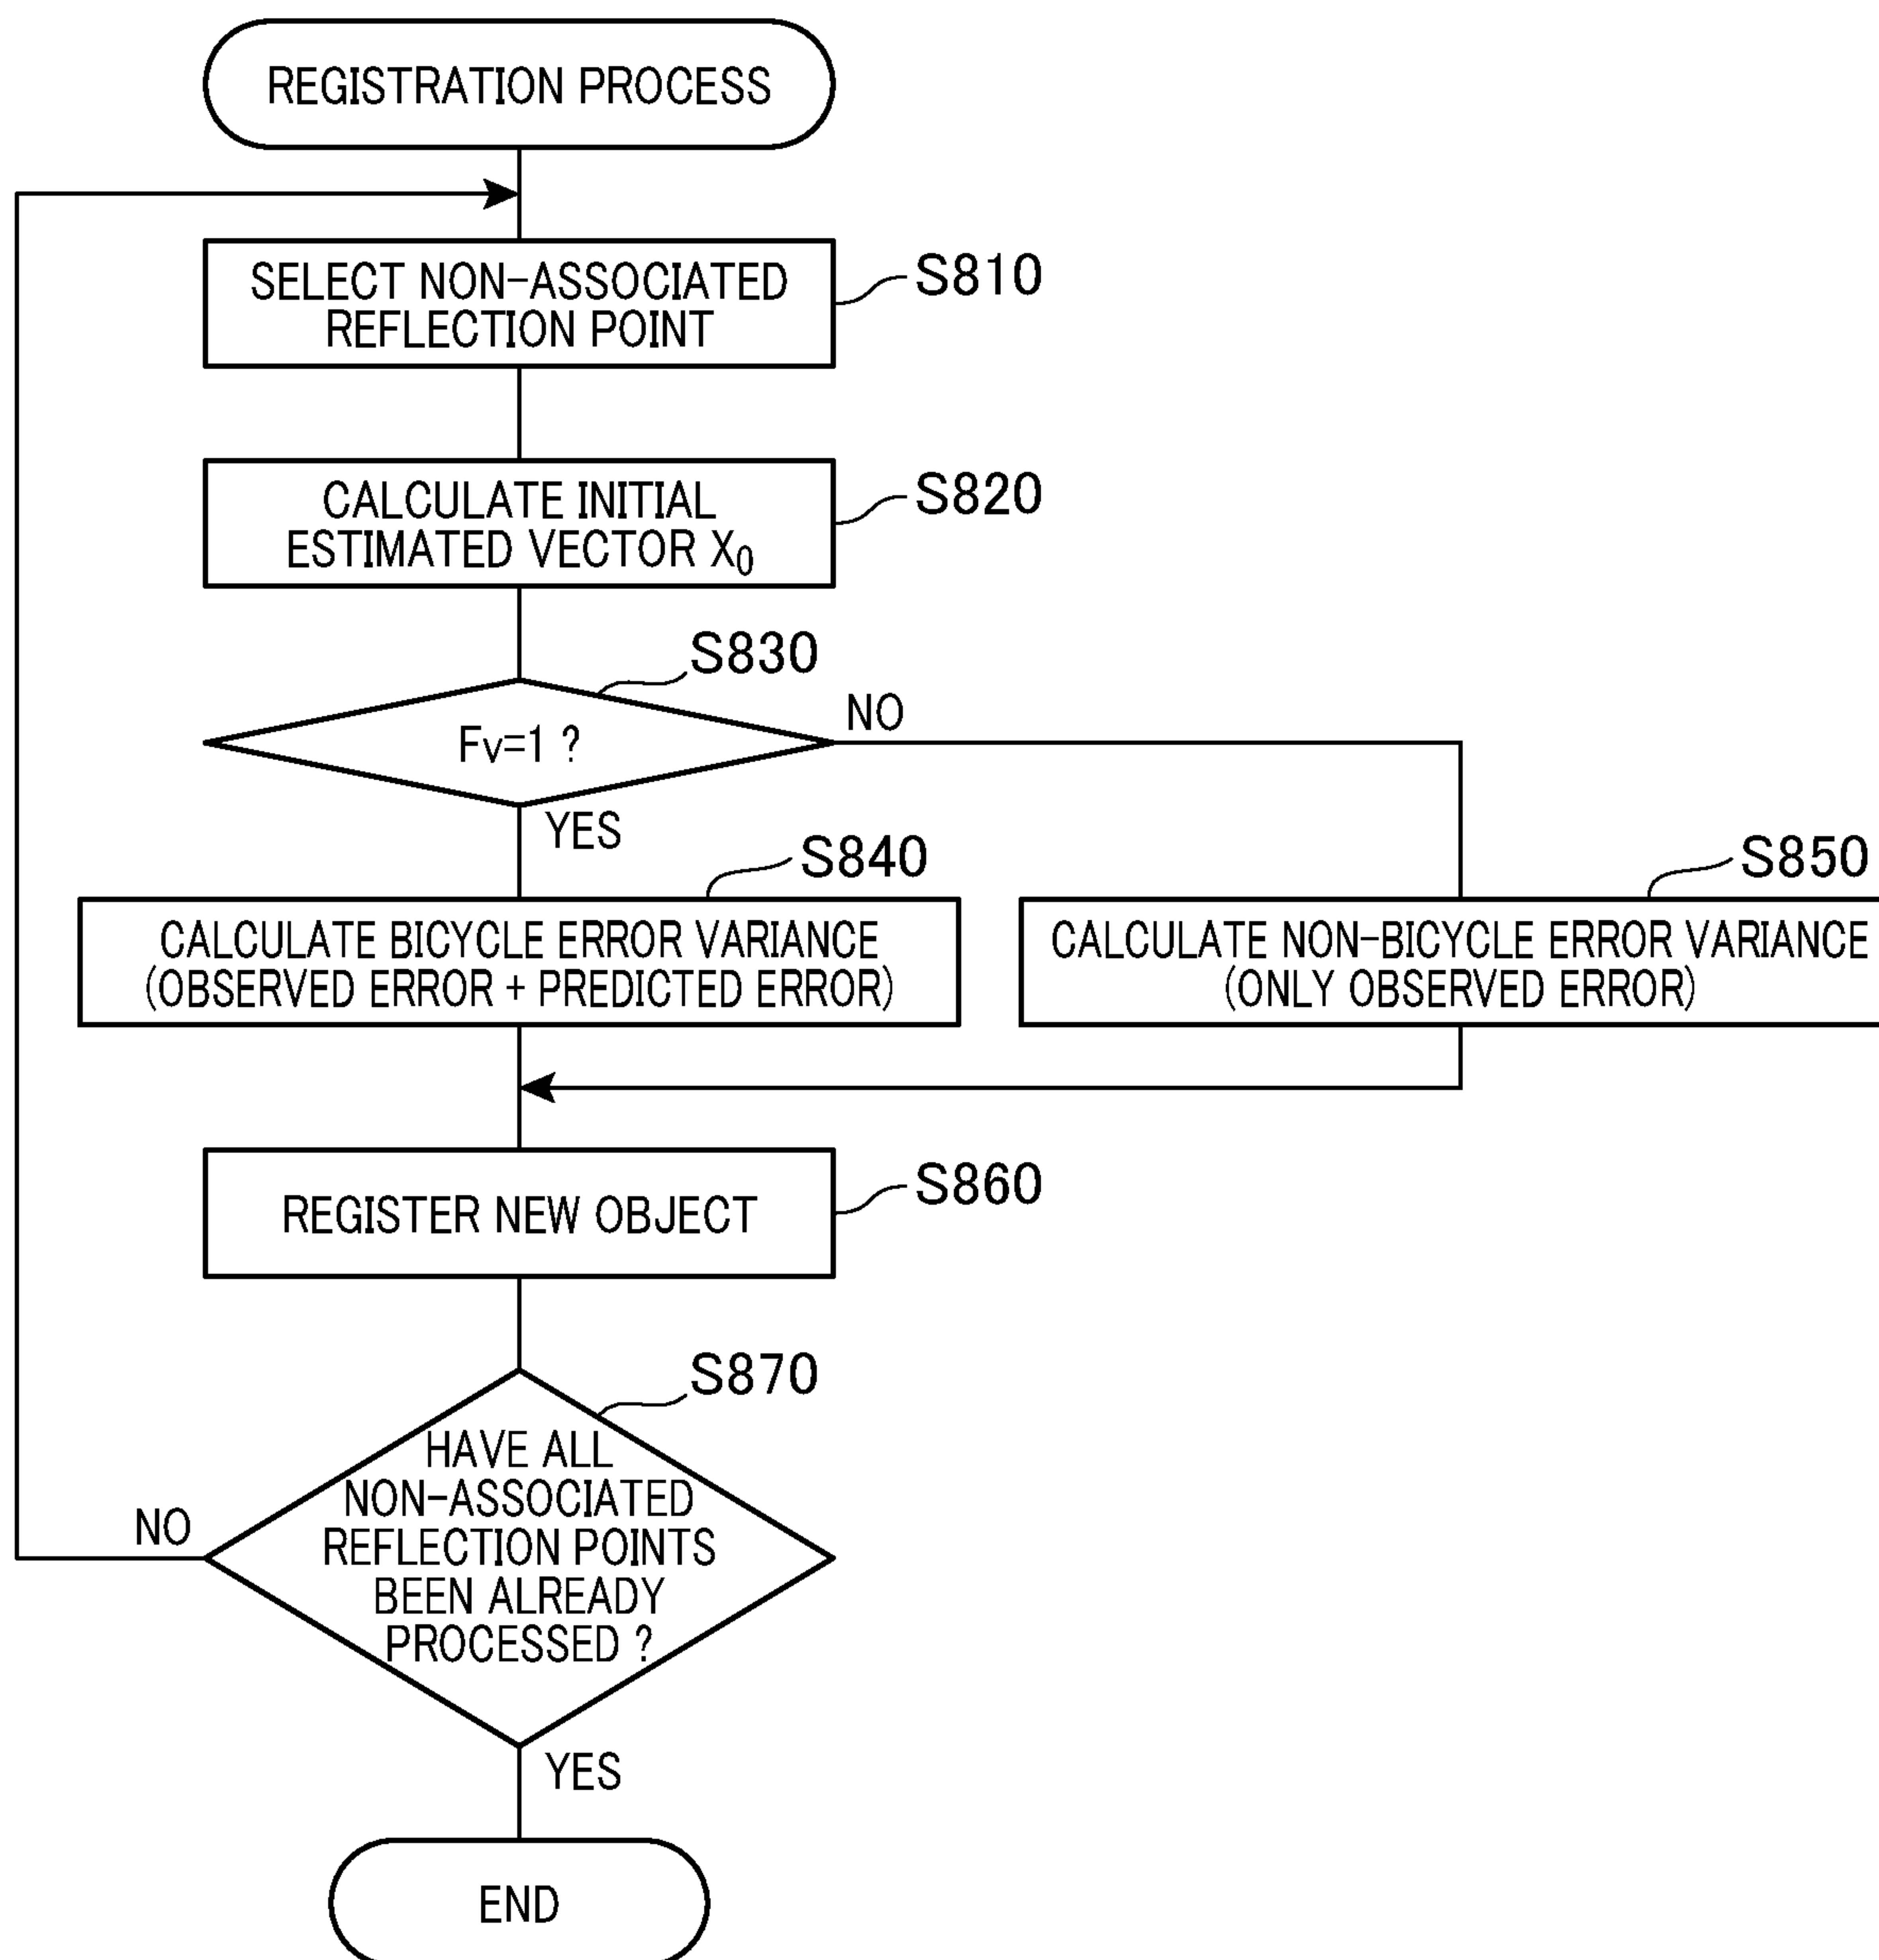 REGISTRATION PROCESS
SELECT NON-ASSOCIATED
REFLECTION POINT
S810
CALCULATE INITIAL
ESTIMATED VECTOR X₀
S820
S830
Fv=1 ?
NO
YES
S840
CALCULATE BICYCLE ERROR VARIANCE
(OBSERVED ERROR + PREDICTED ERROR)
S850
CALCULATE NON-BICYCLE ERROR VARIANCE
(ONLY OBSERVED ERROR)
REGISTER NEW OBJECT
S860
S870
HAVE ALL
NON-ASSOCIATED
REFLECTION POINTS
BEEN ALREADY
PROCESSED ?
NO
YES
END